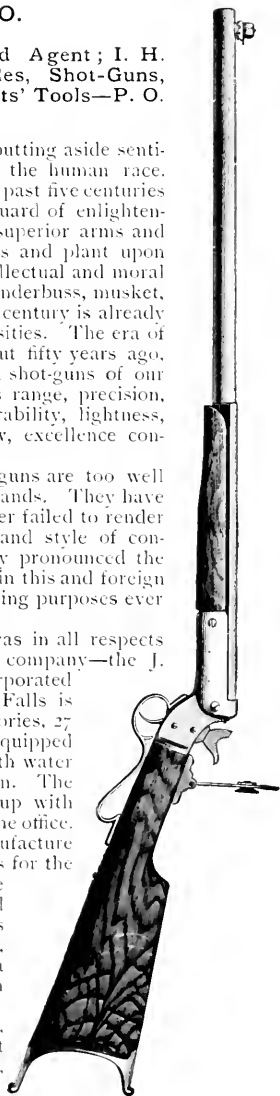 O.
d Agent; I. H.
les, Shot-Guns,
ts' Tools—P. O.
utting aside senti-
the human race.
past five centuries
uard of enlighten-
superior arms and
s and plant upon
llectual and moral
nderbuss, musket,
century is already
sities. The era of
ut fifty years ago,
shot-guns of our
s range, precision,
rability, lightness,
y, excellence con-
guns are too well
ands. They have
er failed to render
and style of con-
y pronounced the
in this and foreign
ing purposes ever
as in all respects
company—the J.
rporated
Falls is
ories, 27
quipped
th water
n. The
up with
he office.
ufacture
s for the